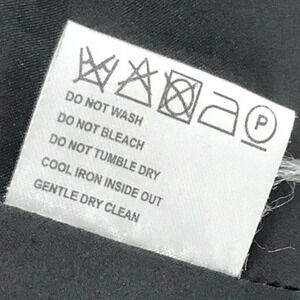 P
DO NOT WASH
DO NOT BLEACH
DO NOT TUMBLE DRY
COOL IRON INSIDE OUT
GENTLE DRY CLEAN